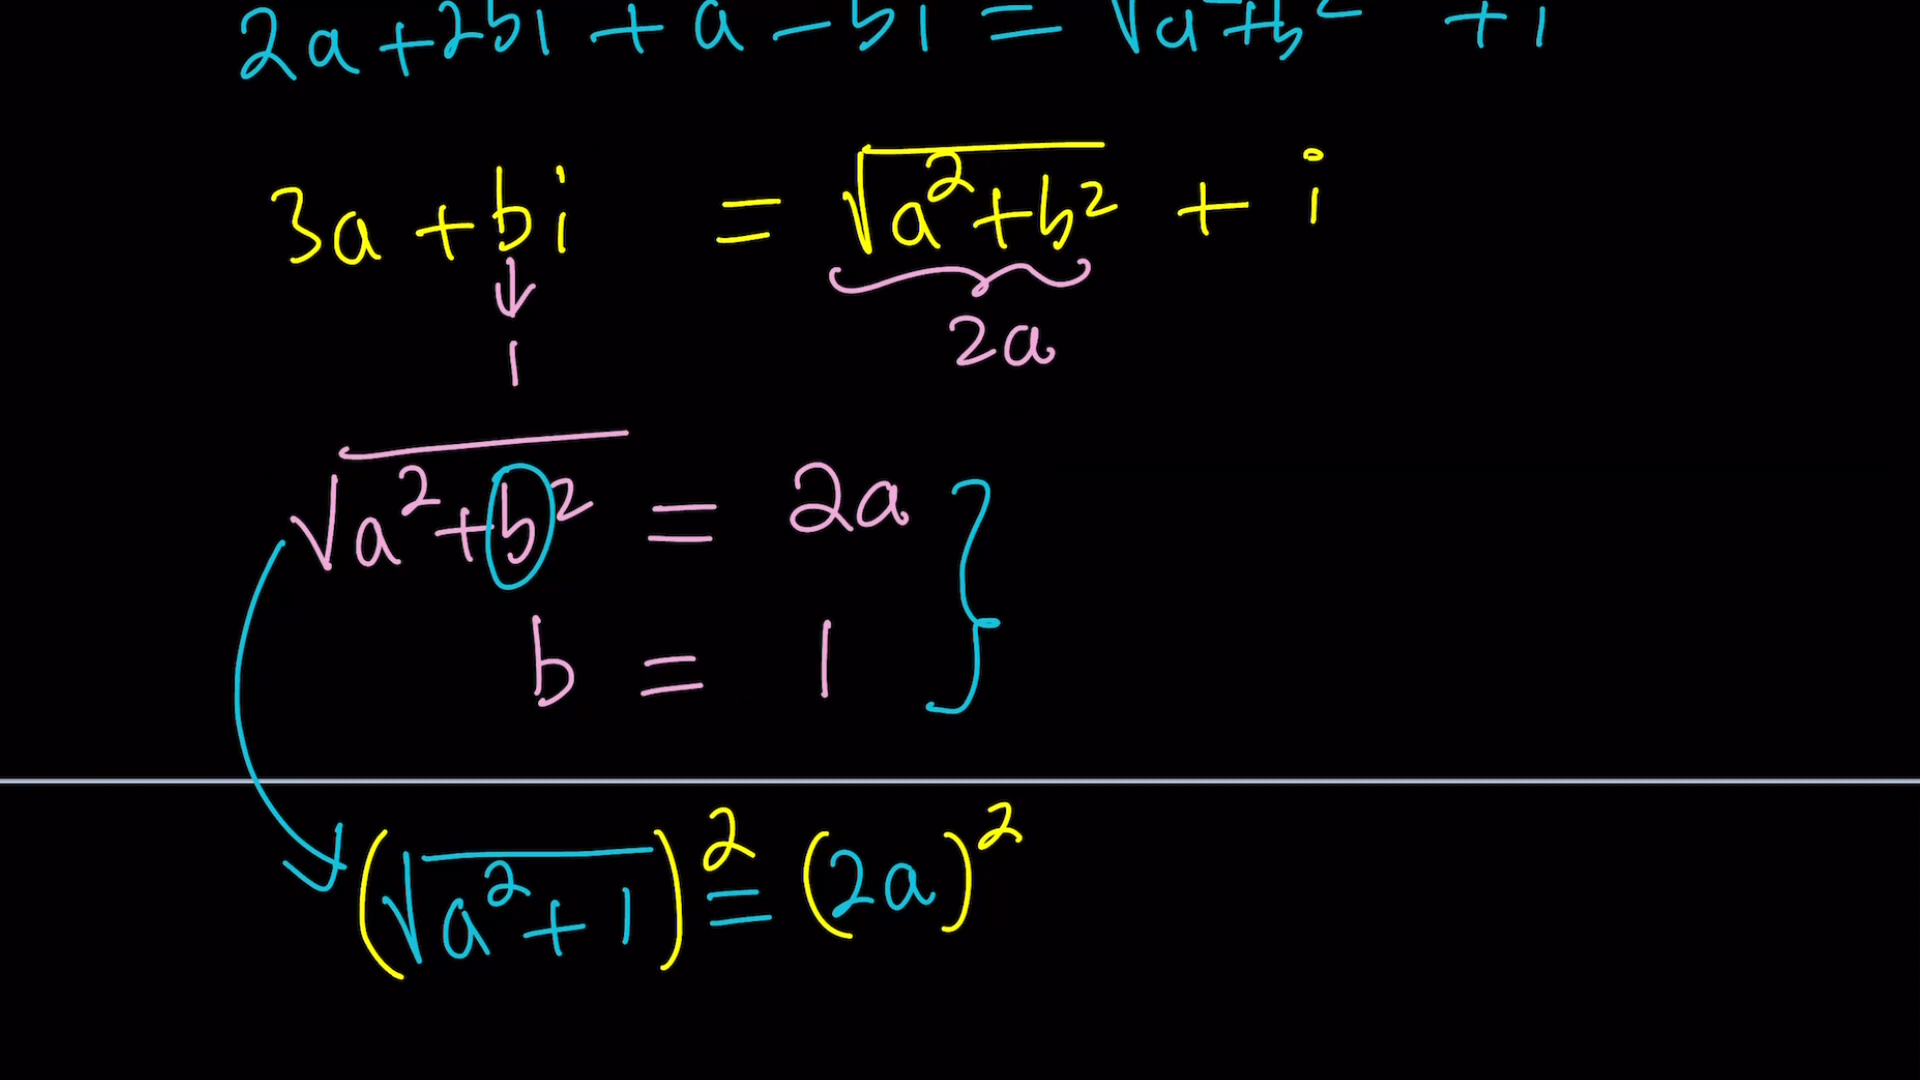 2a + 2bi + a - bi = √a²+b² + i
3a + bi = √a²+b² + i
↓
1
2a
√a²+b² = 2a
b = 1
(√a²+1)² = (2a)²